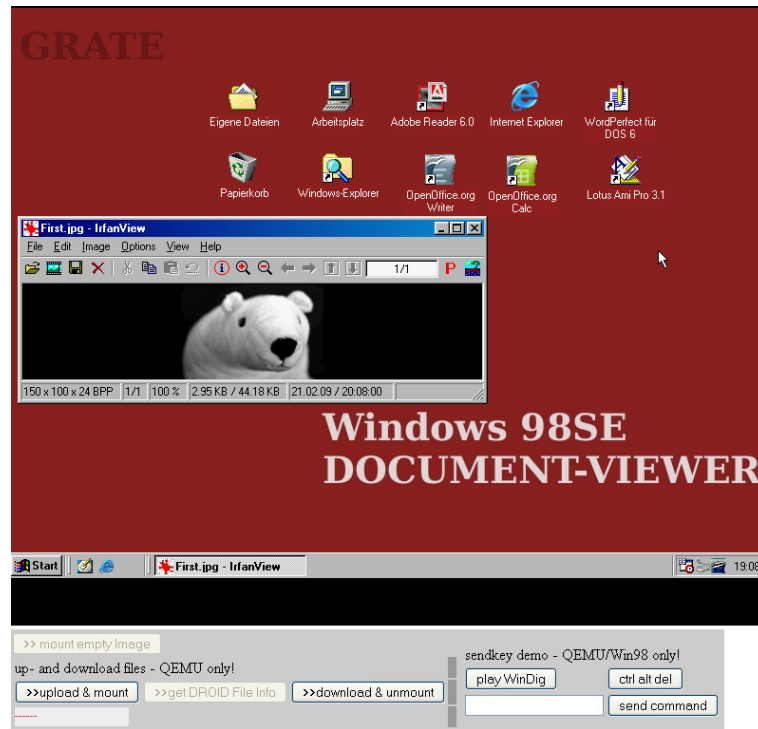 GRATE
Eigene Dateien
Arbeitsplatz
Adobe Reader 6.0
Internet Explorer
WordPerfect für
DOS 6
Papierkorb
Windows-Explorer
OpenOffice.org
Writer
OpenOffice.org
Calc
Lotus Ami Pro 3.1
First.jpg - IrfanView
File Edit Image Options View Help
1/1 P
150 x 100 x 24 BPP 1/1 100 % 2.95 KB / 44.18 KB 21.02.09 / 20:08:00
Windows 98SE
DOCUMENT-VIEWER
Start First.jpg - IrfanView 19:08
>> mount empty Image
up- and download files - QEMU only!
>>upload & mount >>get DROID File Info >>download & unmount
------
sendkey demo - QEMU/Win98 only!
play WinDig ctrl alt del
send command